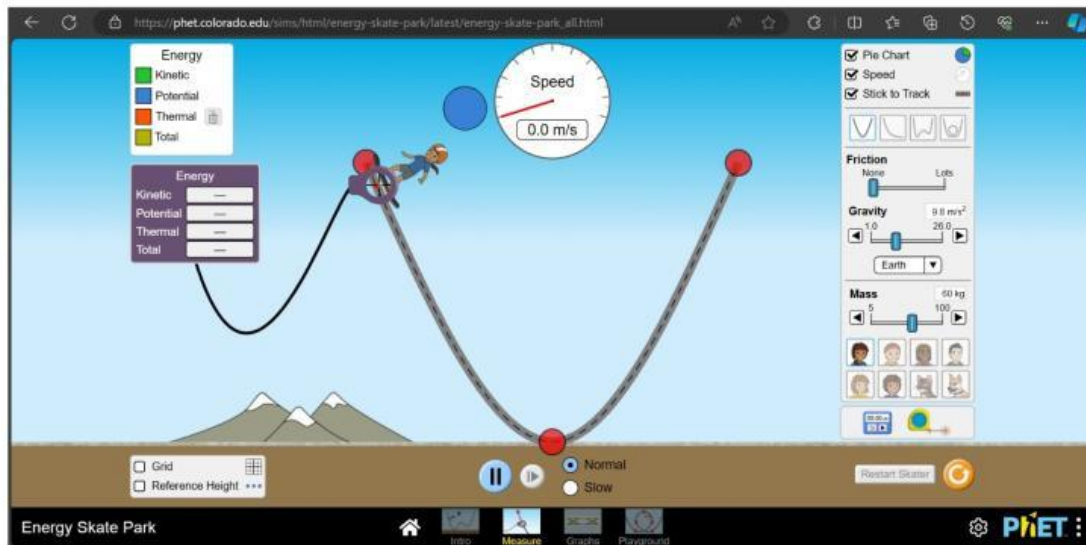 https://phet.colorado.edu/sims/html/energy-skate-park/latest/energy-skate-park_all.html
Energy
Kinetic
Potential
Thermal
Total
Energy
Kinetic —
Potential —
Thermal —
Total —
Speed
0.0 m/s
Pie Chart
Speed
Stick to Track
Friction
None Lots
Gravity 9.8 m/s²
1.0 26.0
Earth
Mass 60 kg
5 100
Grid
Reference Height
Normal
Slow
Restart Skater
Energy Skate Park
Intro
Measure
Graphs
Playground
PhET